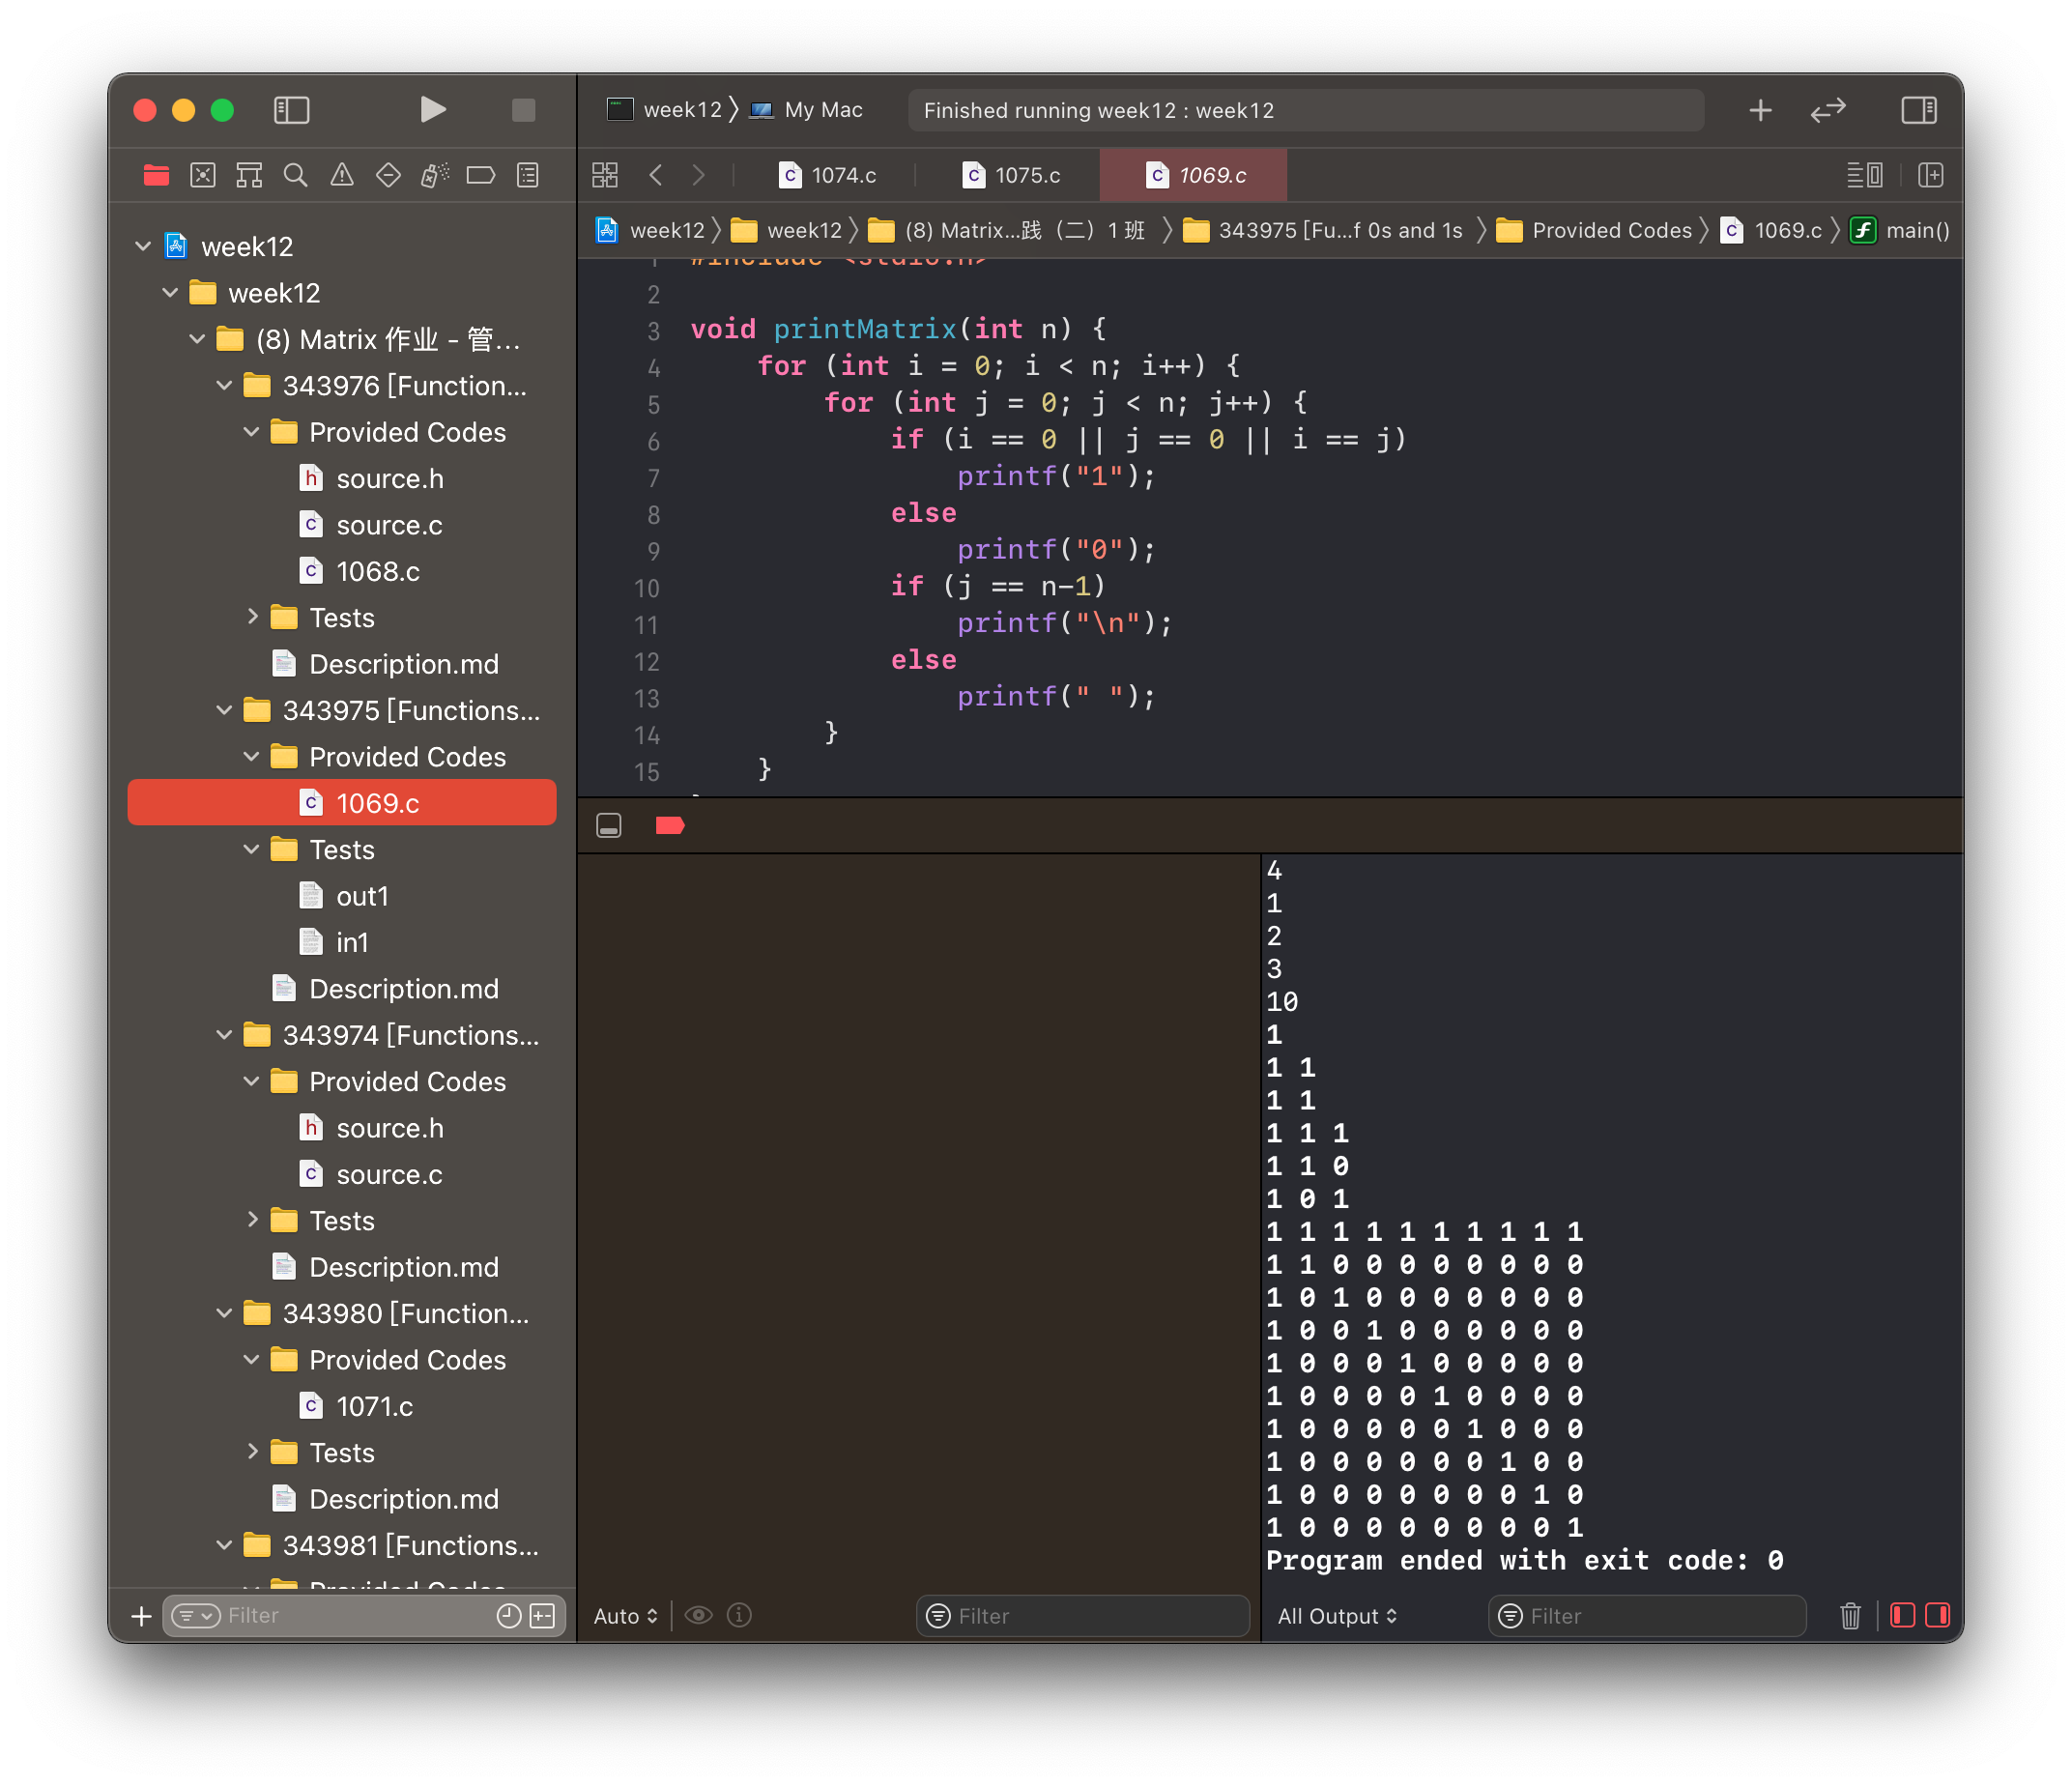 week12 〉 My Mac
Finished running week12 : week12
1074.c
1075.c
1069.c
week12 〉 week12 〉 (8) Matrix...践（二）1 班 〉 343975 [Fu...f 0s and 1s 〉 Provided Codes 〉 1069.c 〉 main()
week12
week12
(8) Matrix 作业 - 管...
343976 [Function...
Provided Codes
source.h
source.c
1068.c
Tests
Description.md
343975 [Functions...
Provided Codes
1069.c
Tests
out1
in1
Description.md
343974 [Functions...
Provided Codes
source.h
source.c
Tests
Description.md
343980 [Function...
Provided Codes
1071.c
Tests
Description.md
343981 [Functions...
Provided Codes
Filter
1 #include <stdio.h>
2
3 void printMatrix(int n) {
4     for (int i = 0; i < n; i++) {
5         for (int j = 0; j < n; j++) {
6             if (i == 0 || j == 0 || i == j)
7                 printf("1");
8             else
9                 printf("0");
10             if (j == n-1)
11                 printf("\n");
12             else
13                 printf(" ");
14         }
15     }
4
1
2
3
10
1
1 1
1 1
1 1 1
1 1 0
1 0 1
1 1 1 1 1 1 1 1 1 1
1 1 0 0 0 0 0 0 0 0
1 0 1 0 0 0 0 0 0 0
1 0 0 1 0 0 0 0 0 0
1 0 0 0 1 0 0 0 0 0
1 0 0 0 0 1 0 0 0 0
1 0 0 0 0 0 1 0 0 0
1 0 0 0 0 0 0 1 0 0
1 0 0 0 0 0 0 0 1 0
1 0 0 0 0 0 0 0 0 1
Program ended with exit code: 0
Auto
Filter
All Output
Filter